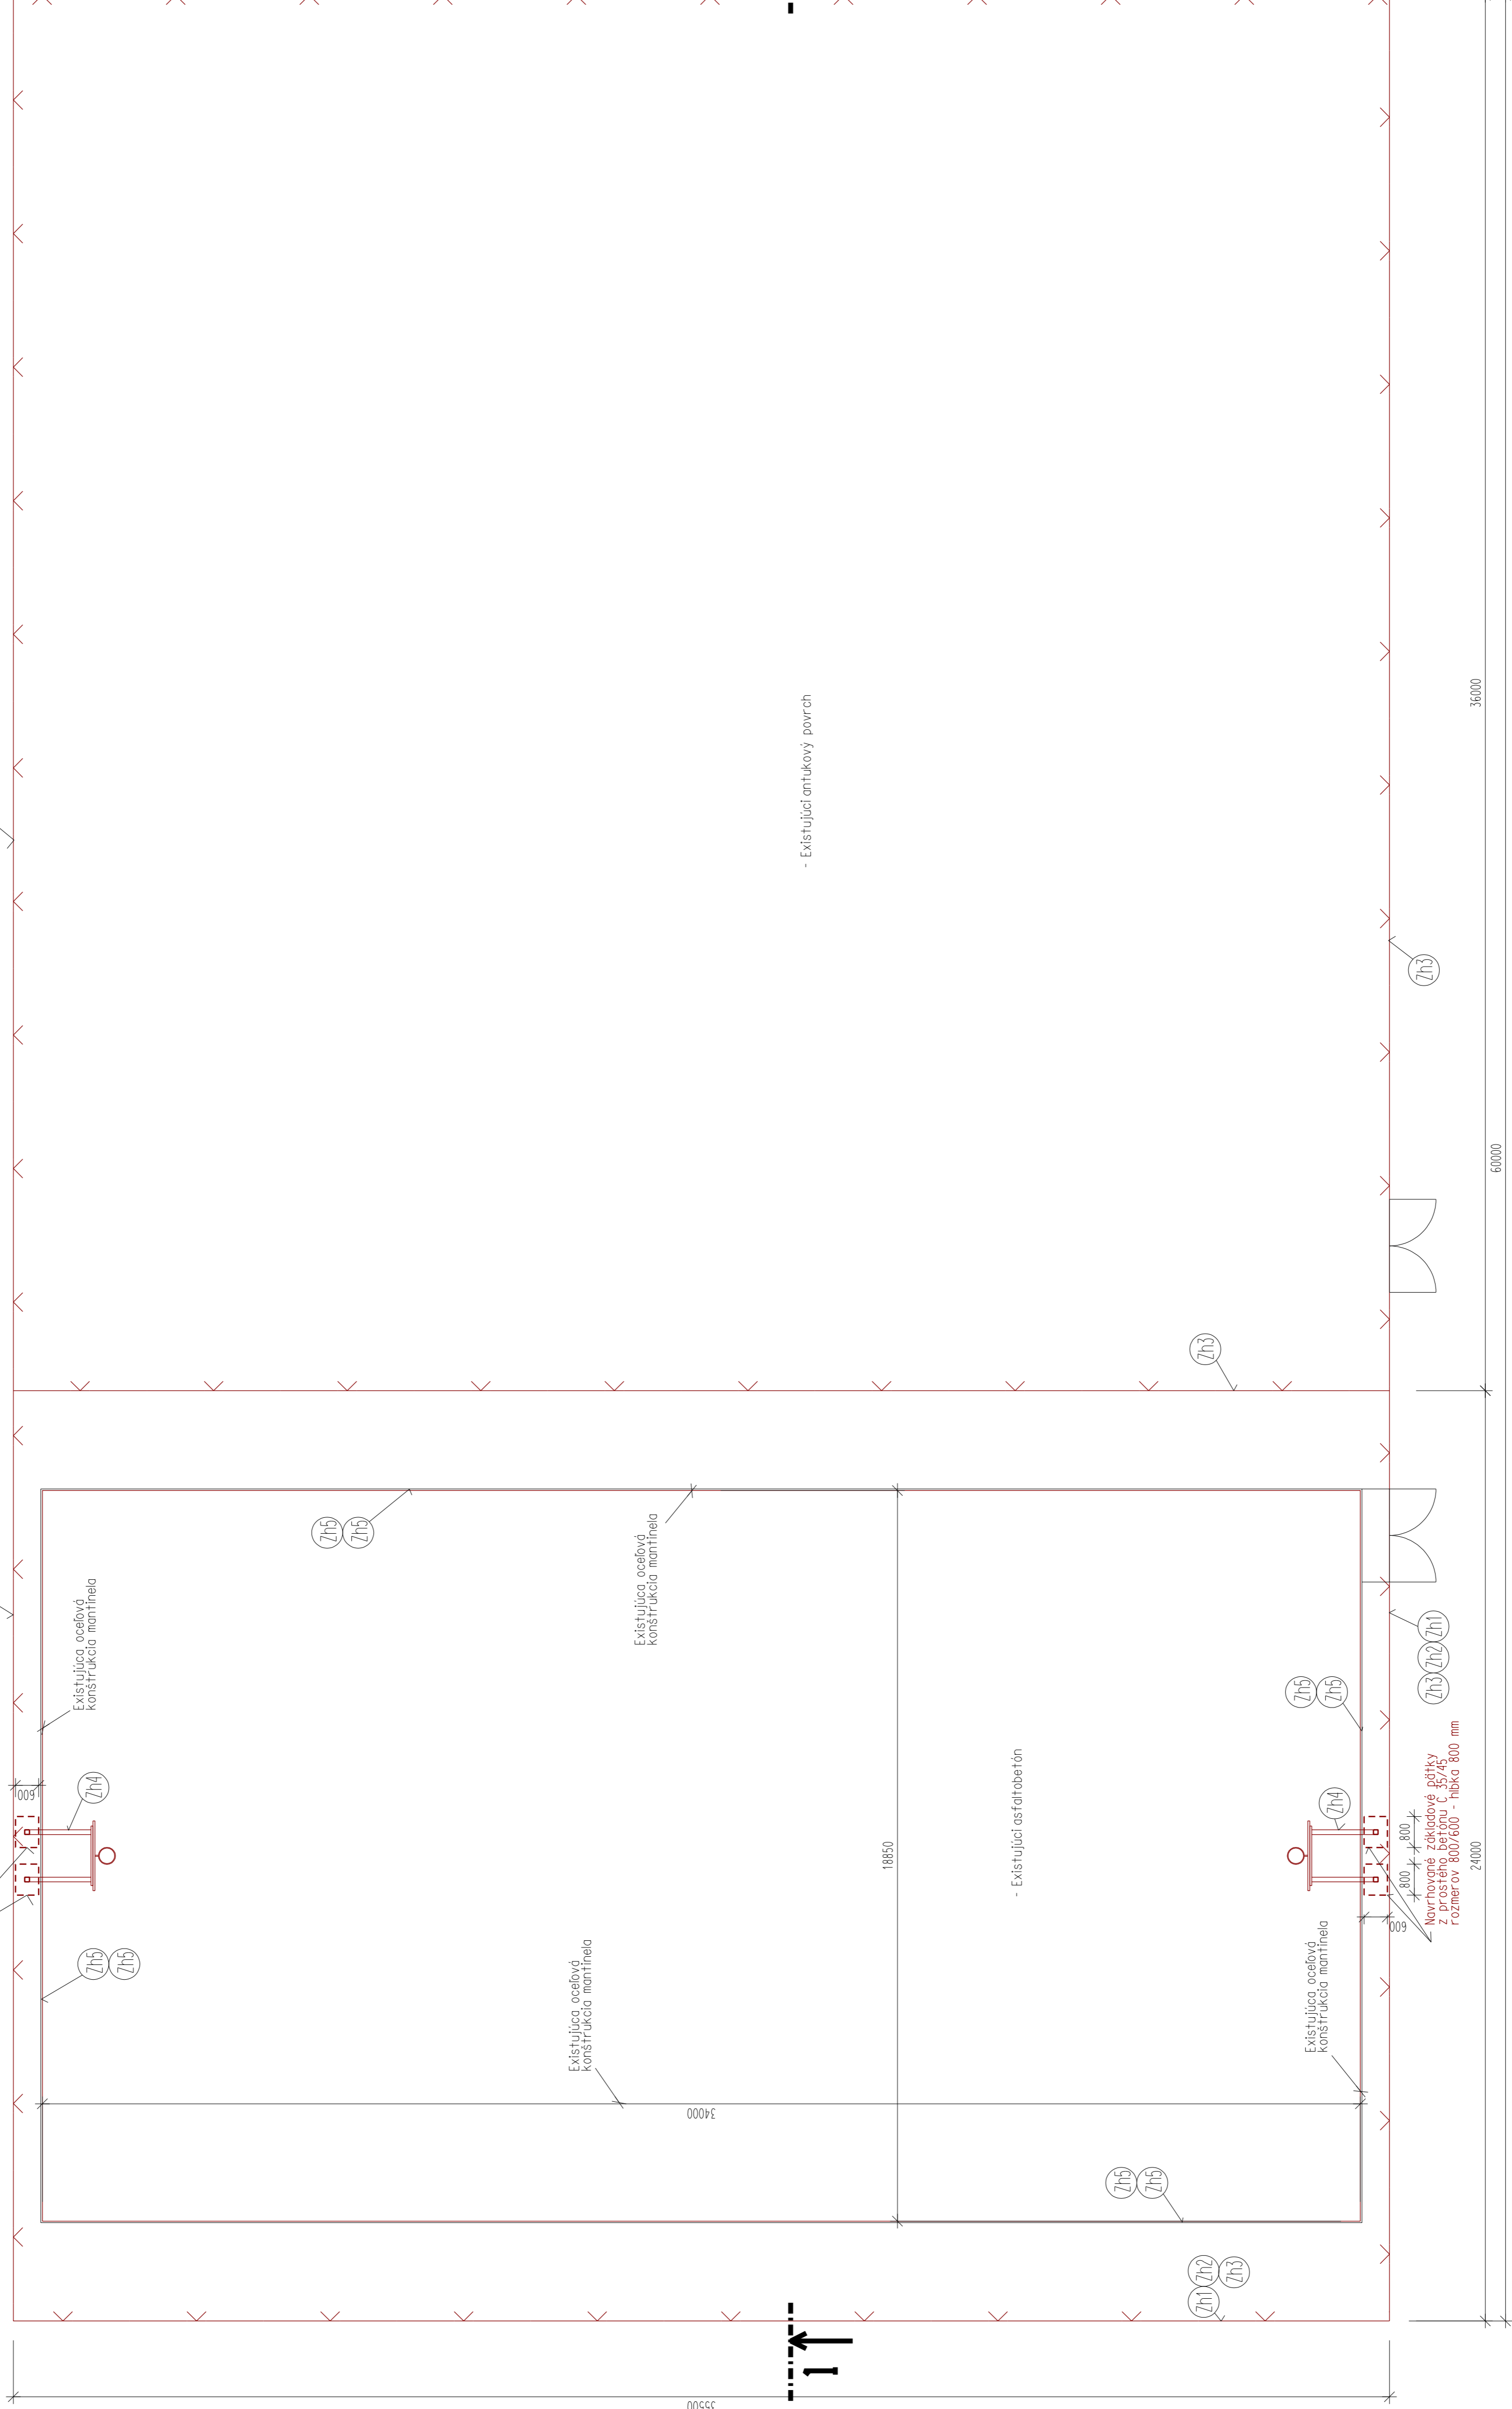 - Existujúci antukový povrch
36000
60000
Zh3
Zh3
Zh5
Zh5
Existujúca oceľová
konštrukcia mantinela
Existujúca oceľová
konštrukcia mantinela
Zh3 Zh2 Zh1
Zh5
Zh5
600
Zh4
Zh4
18850
- Existujúci asfaltobetón
800
800
24000
Navrhované základové pätky
z prostého betónu C 35/45
rozmerov 800/600 - hĺbka 800 mm
600
Zh5
Zh5
Existujúca oceľová
konštrukcia mantinela
Existujúca oceľová
konštrukcia mantinela
34000
Zh5
Zh5
Zh1 Zh2
Zh3
1
35500